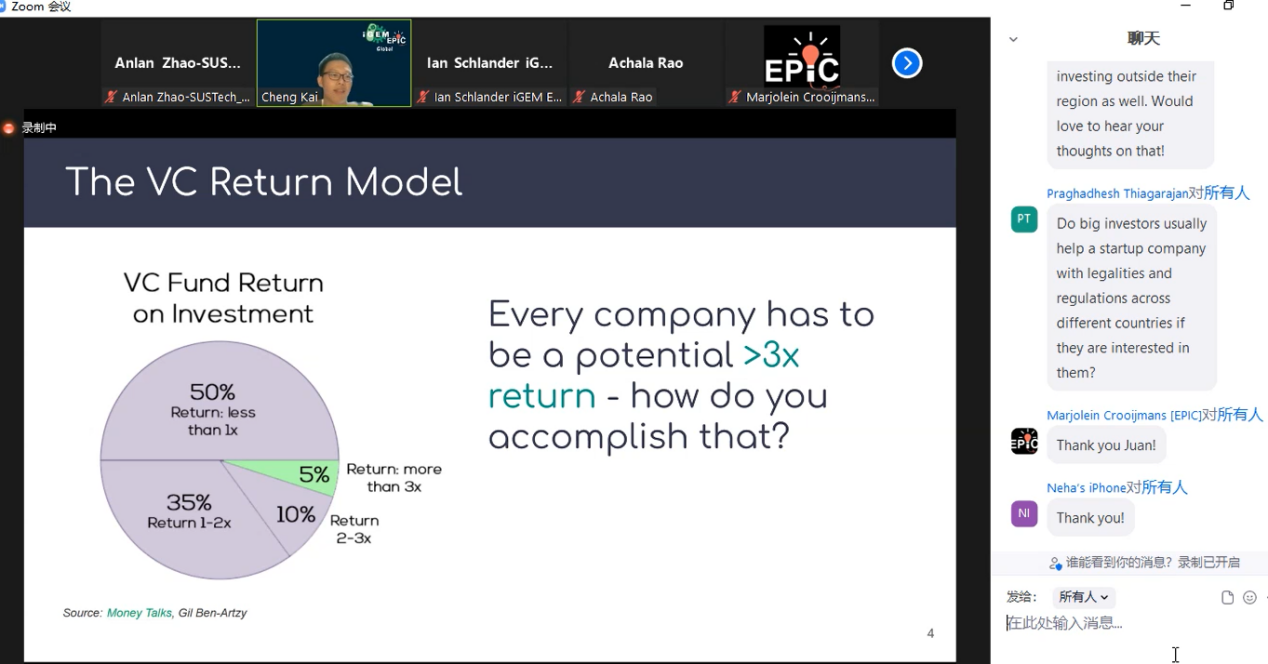 Zoom 会议
Anlan Zhao-SUS...
Ian Schlander iG...
Achala Rao
iGEM EPIC
Global
EPIC
Anlan Zhao-SUSTech_...
Cheng Kai
Ian Schlander iGEM E...
Achala Rao
Marjolein Crooijmans...
录制中
The VC Return Model
VC Fund Return
on Investment
50%
Return: less
than 1x
5%
Return: more
than 3x
35%
Return 1-2x
10%
Return
2-3x
Every company has to
be a potential >3x
return - how do you
accomplish that?
Source: Money Talks, Gil Ben-Artzy
4
聊天
investing outside their
region as well. Would
love to hear your
thoughts on that!
Praghadhesh Thiagarajan对所有人
PT
Do big investors usually
help a startup company
with legalities and
regulations across
different countries if
they are interested in
them?
Marjolein Crooijmans [EPIC]对所有人
EPIC
Thank you Juan!
Neha's iPhone对所有人
NI
Thank you!
谁能看到你的消息？录制已开启
发给： 所有人
在此处输入消息...